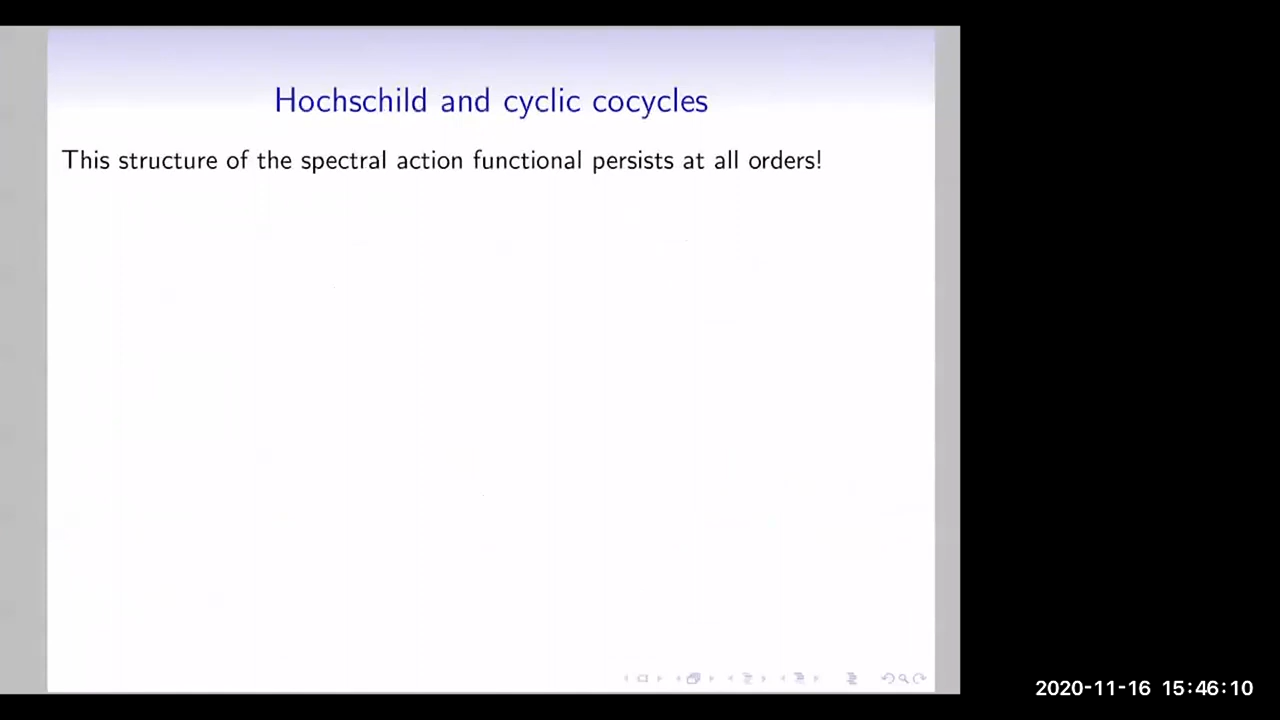 Hochschild and cyclic cocycles
This structure of the spectral action functional persists at all orders!
2020-11-16 15:46:10